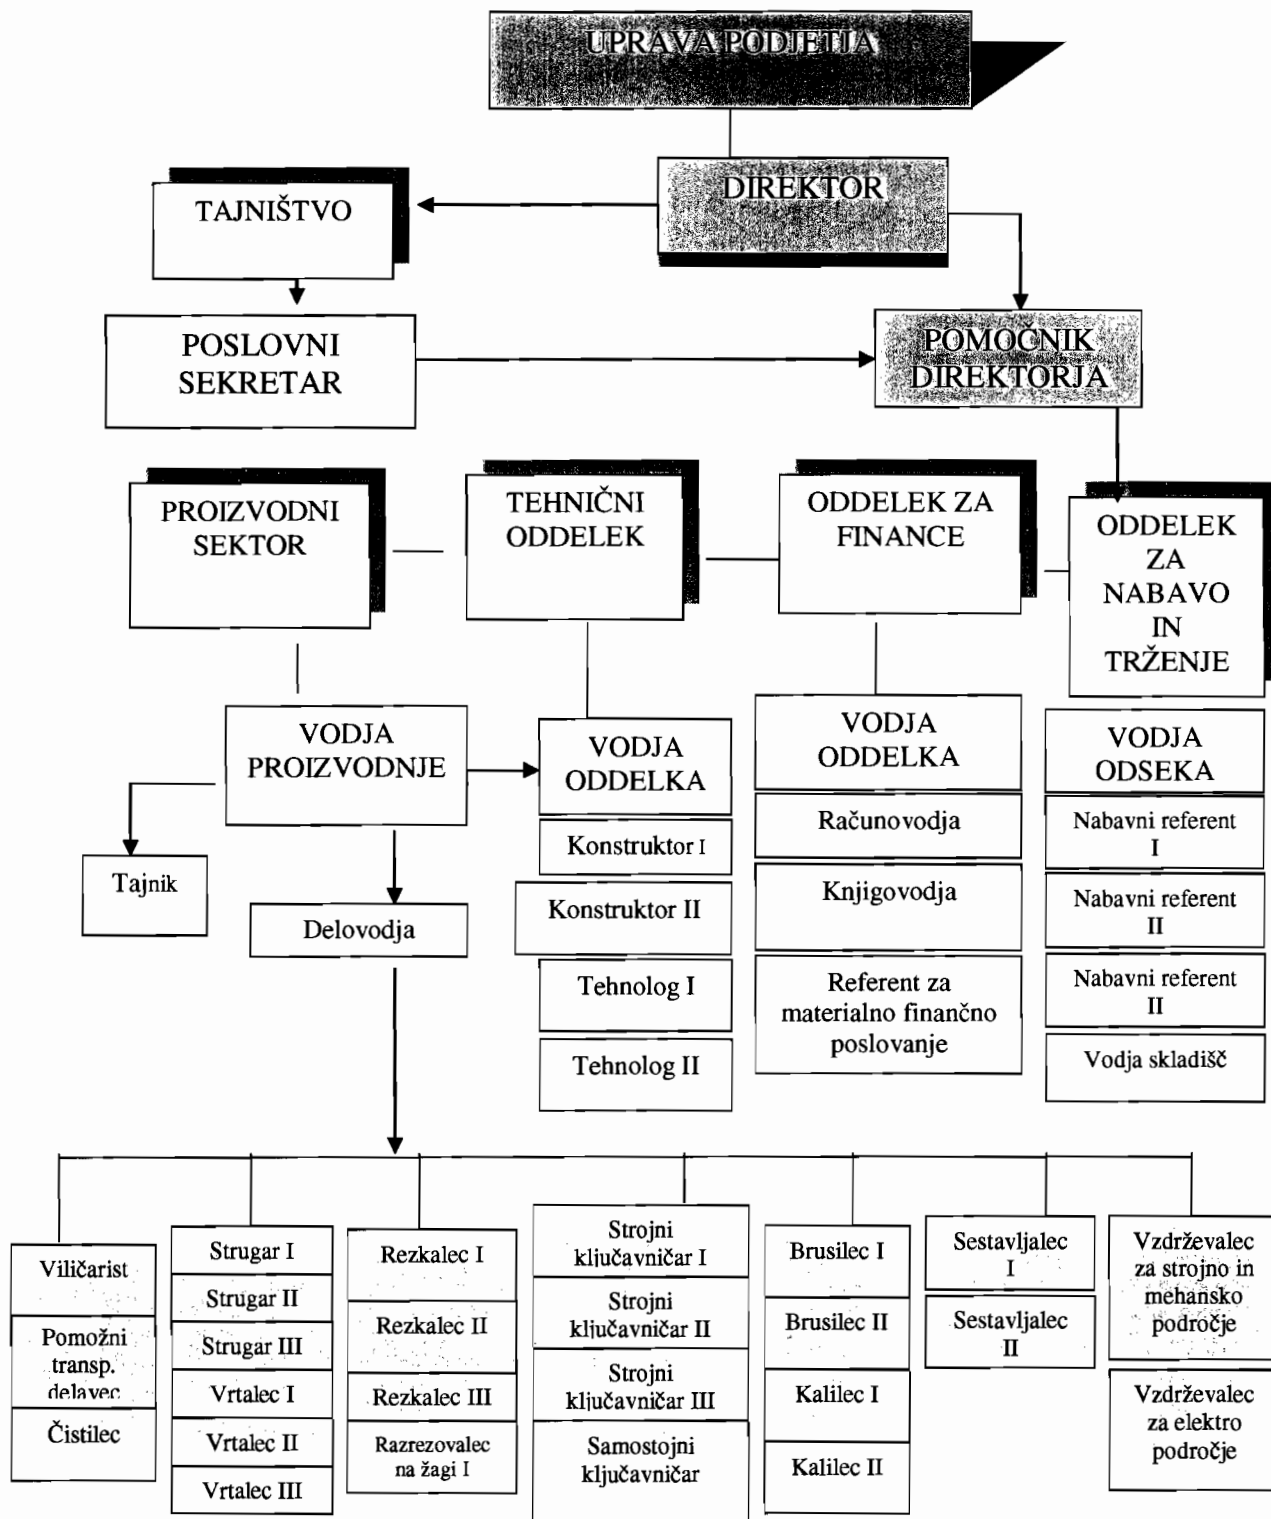 UPRAVA PODJETJA
DIREKTOR
TAJNIŠTVO
POSLOVNI
SEKRETAR
POMOČNIK
DIREKTORJA
PROIZVODNI
SEKTOR
TEHNIČNI
ODDELEK
ODDELEK ZA
FINANCE
ODDELEK
ZA
NABAVO
IN
TRŽENJE
VODJA
PROIZVODNJE
Tajnik
Delovodja
VODJA
ODDELKA
Konstruktor I
Konstruktor II
Tehnolog I
Tehnolog II
VODJA
ODDELKA
Računovodja
Knjigovodja
Referent za
materialno finančno
poslovanje
VODJA
ODSEKA
Nabavni referent
I
Nabavni referent
II
Nabavni referent
II
Vodja skladišč
Viličarist
Pomožni
transp.
delavec
Čistilec
Strugar I
Strugar II
Strugar III
Vrtalec I
Vrtalec II
Vrtalec III
Rezkalec I
Rezkalec II
Rezkalec III
Razrezovalec
na žagi I
Strojni
ključavničar I
Strojni
ključavničar II
Strojni
ključavničar III
Samostojni
ključavničar
Brusilec I
Brusilec II
Kalilec I
Kalilec II
Sestavljalec
I
Sestavljalec
II
Vzdrževalec
za strojno in
mehansko
področje
Vzdrževalec
za elektro
področje